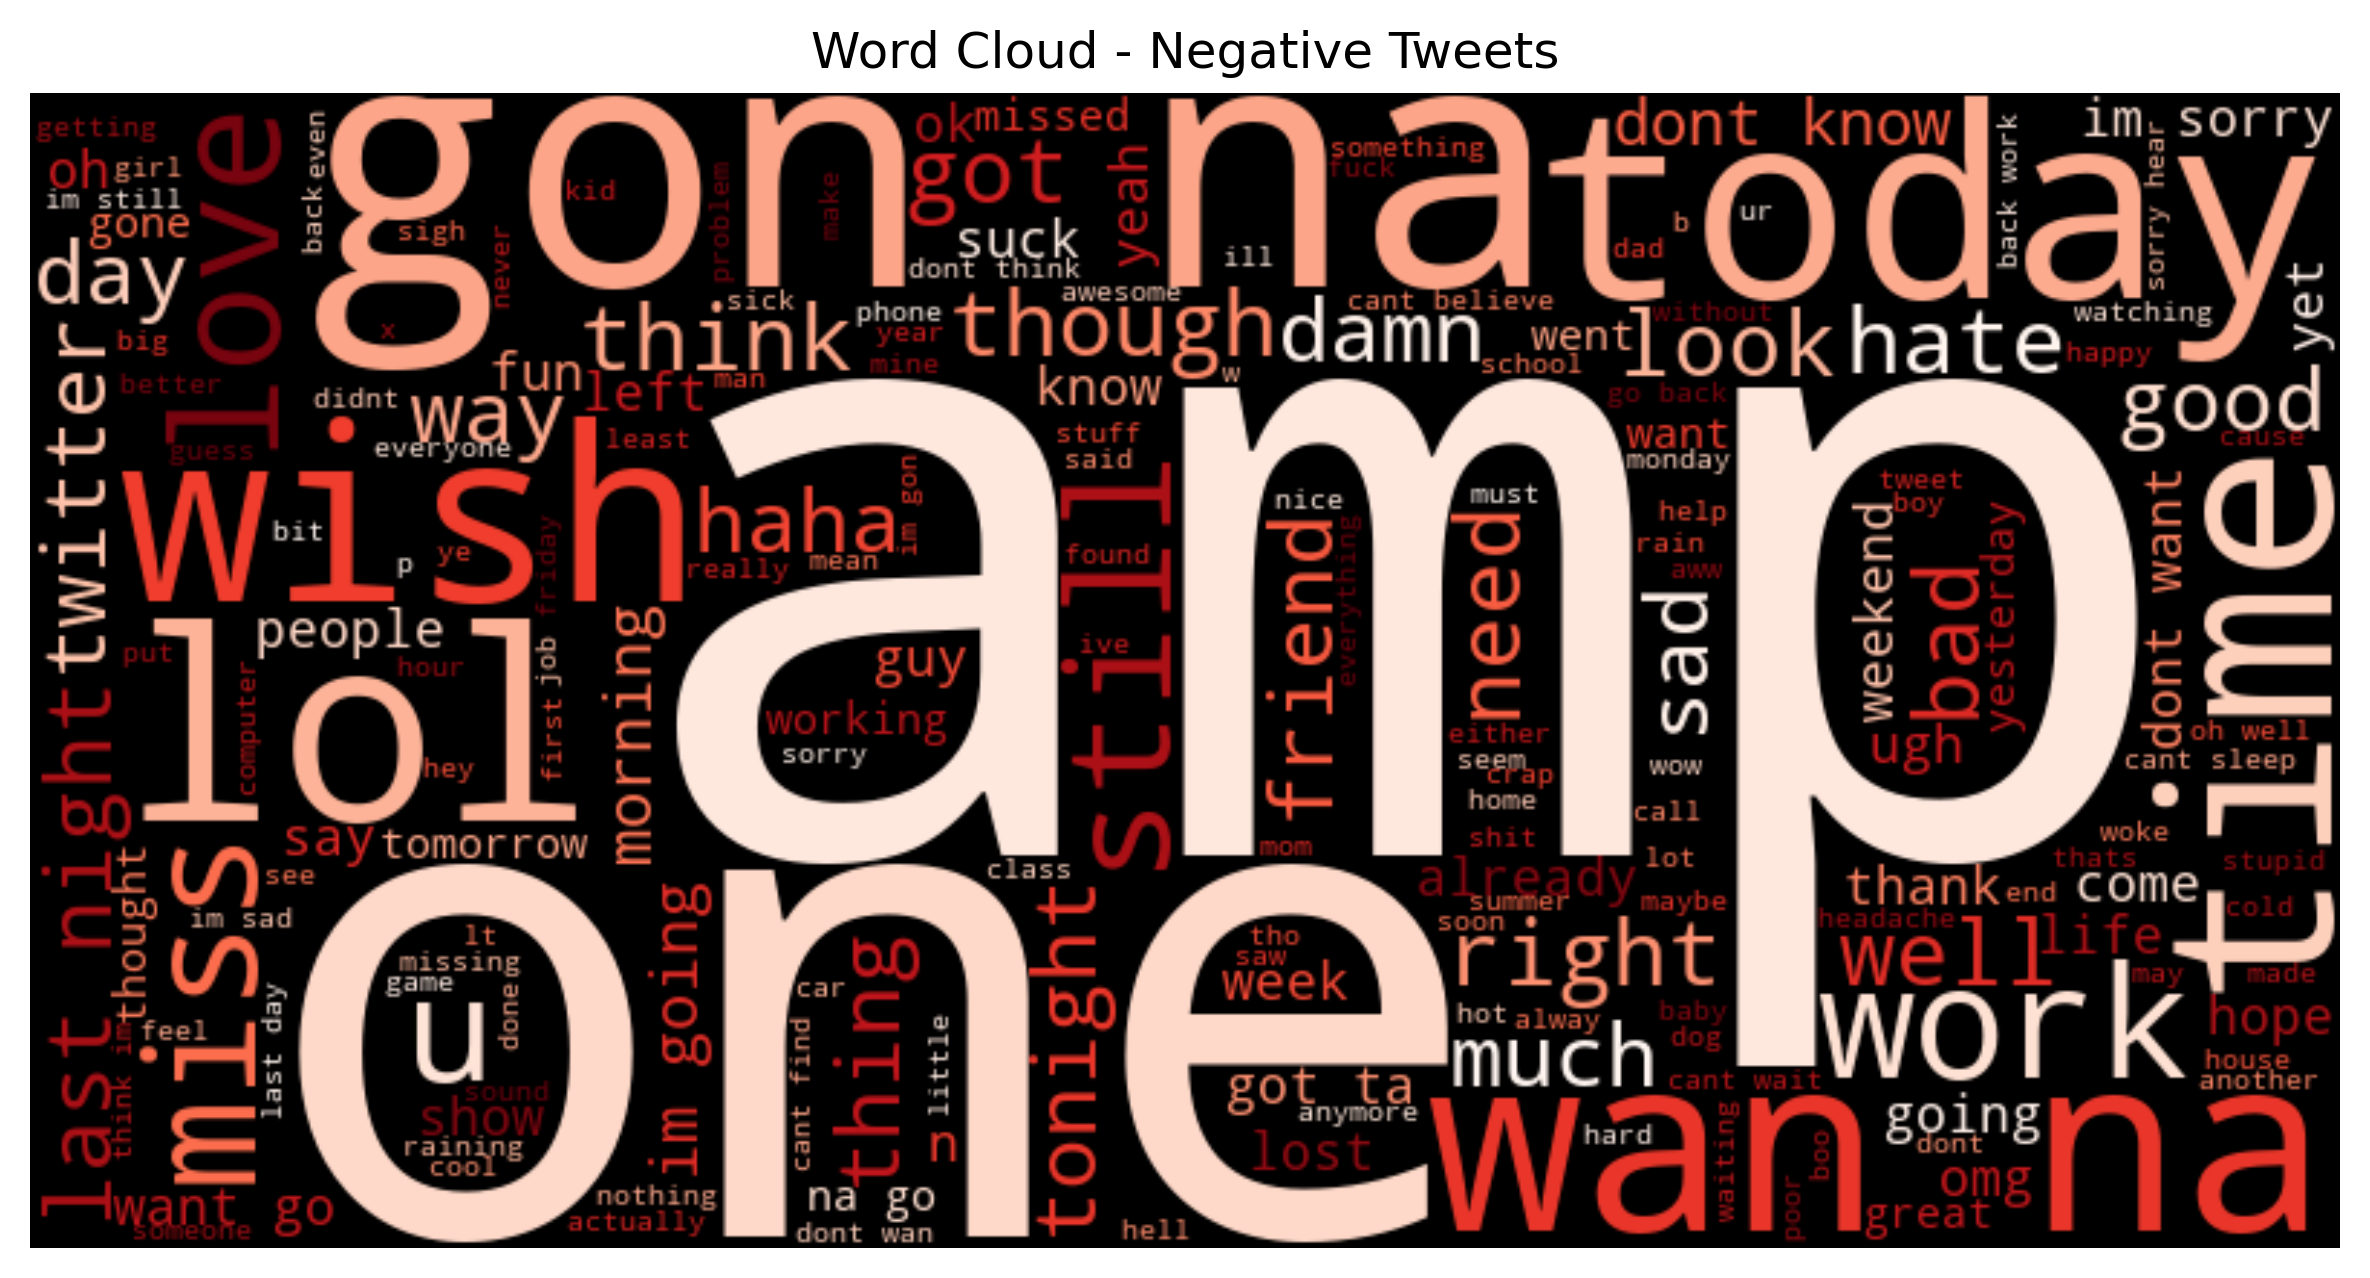 Word Cloud - Negative Tweets
getting
oh
girl
im still
gone
day
love
back
even
gon na
sigh
never
kid
problem
make
ok
missed
got
yeah
suck
dont think
ill
something
fuck
today
dont know
dad
b
ur
back work
im sorry
sorry hear
yet
big
better
x
fun
think
sick
phone
awesome
year
mine
though
damn
cant believe
went
school
without
look
hate
watching
happy
twitter
guess
didnt
way
everyone
left
man
least
know
w
stuff
said
go back
want
monday
good
cause
wish
bit
p
ye
friday
haha
really
mean
im gon
amp
still
found
ive
nice
friend
everything
must
need
help
rain
aww
sad
weekend
tweet
boy
bad
yesterday
ugh
dont want
time
people
put
lol
computer
hour
hey
first
job
morning
guy
working
sorry
either
seem
crap
home
shit
wow
call
lot
oh well
cant sleep
woke
thats
stupid
last night
say
tomorrow
see
miss
thought
im sad
class
mom
already
summer
maybe
soon
thank
end
come
cold
headache
well
life
may
made
one
lt
missing
game
done
u
sound
show
raining
cool
feel
last day
think im
im going
car
cant find
thing
a little
n
tonight
tho
saw
week
right
hot
alway
baby
dog
work
hope
house
another
much
cant wait
got ta
anymore
lost
wan na
hard
waiting
poor
boo
going
dont
omg
great
want go
someone
nothing
actually
na go
dont wan
hell